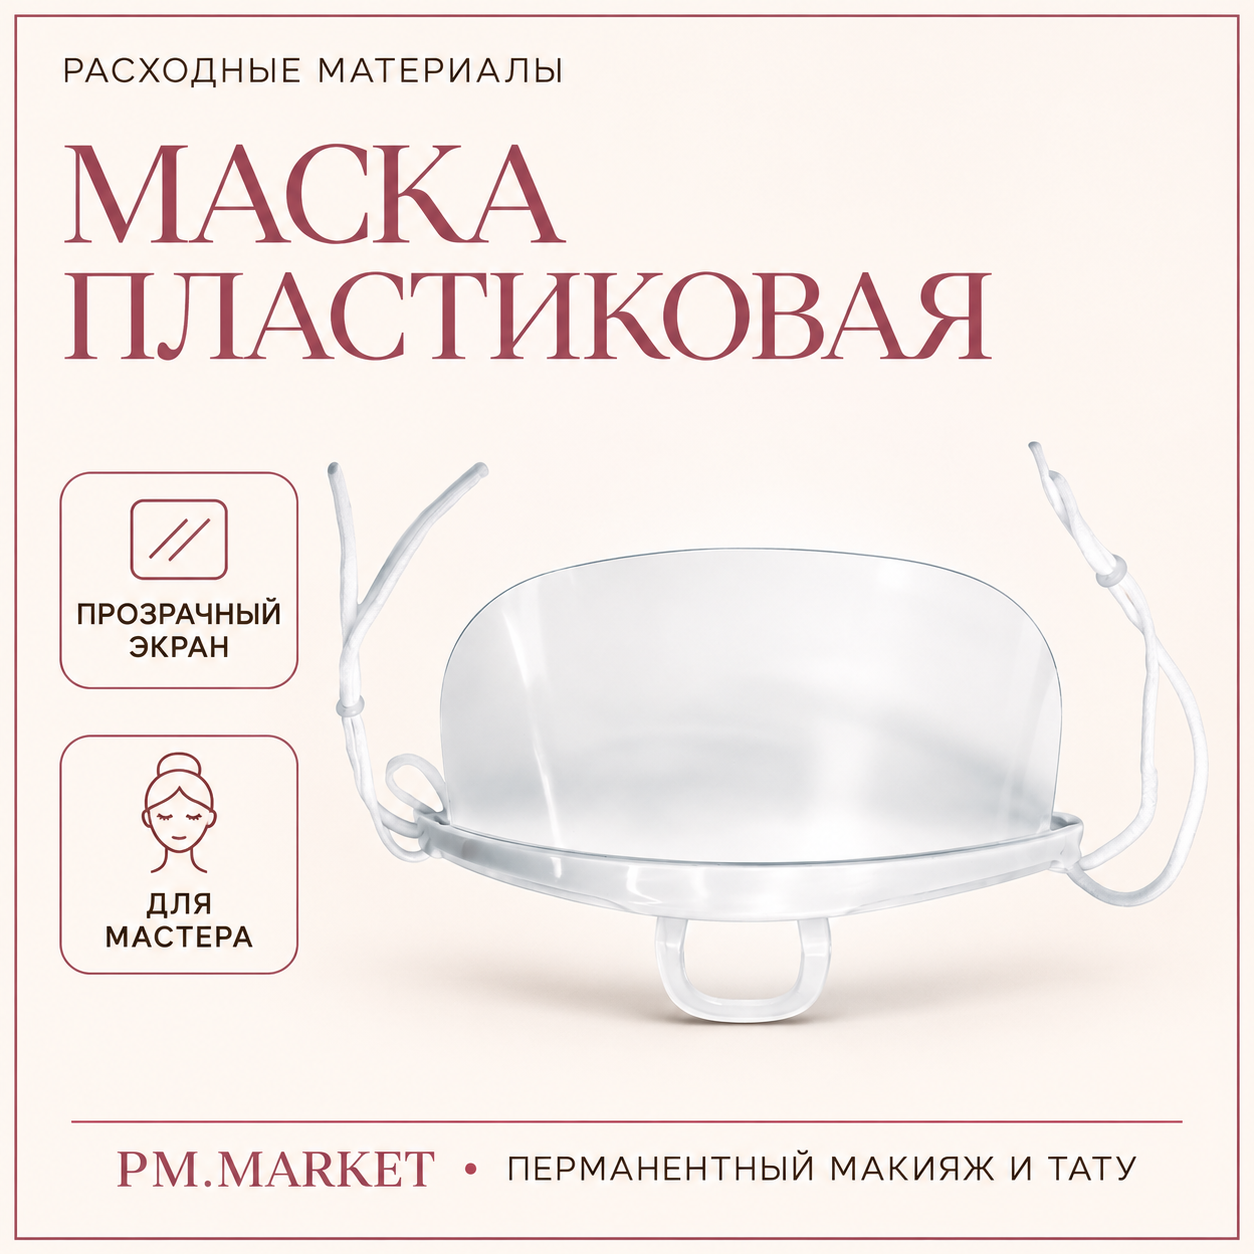 РАСХОДНЫЕ МАТЕРИАЛЫ
МАСКА
ПЛАСТИКОВАЯ
ПРОЗРАЧНЫЙ
ЭКРАН
ДЛЯ
МАСТЕРА
PM.MARKET • ПЕРМАНЕНТНЫЙ МАКИЯЖ И ТАТУ